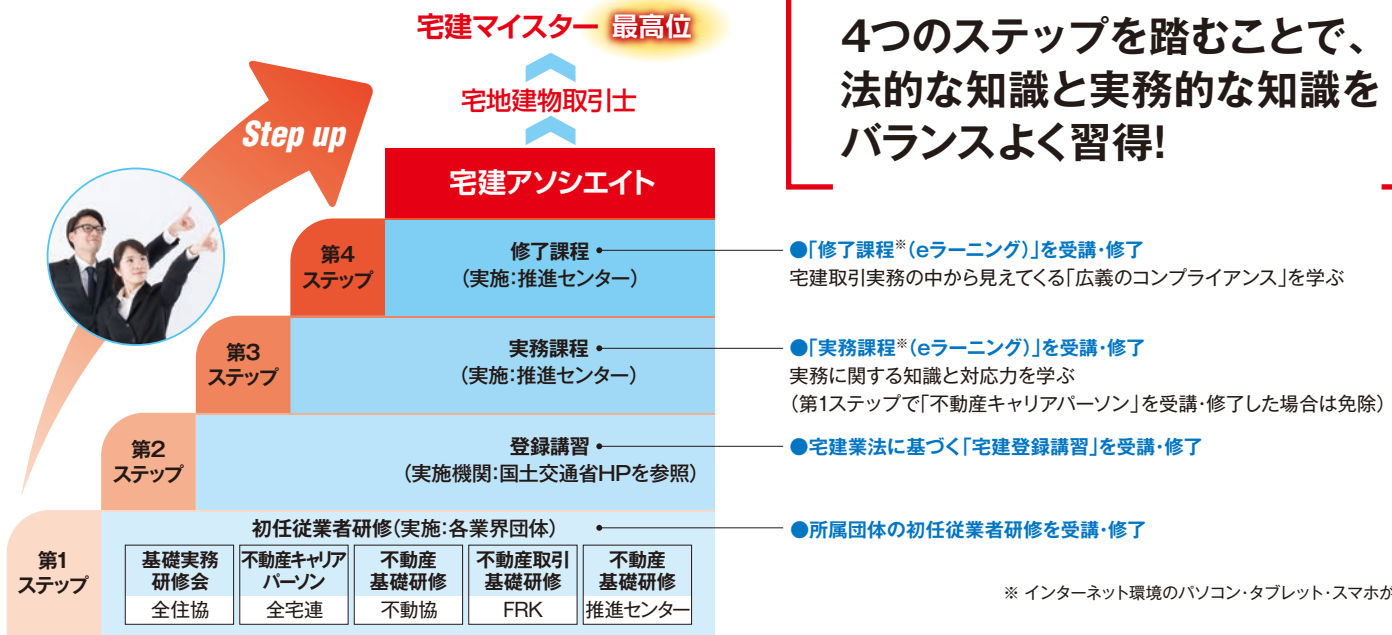 宅建マイスター 最高位
宅地建物取引士
Step up
宅建アソシエイト
4つのステップを踏むことで、
法的な知識と実務的な知識を
バランスよく習得!
第4
ステップ
修了課程
(実施:推進センター)
●「修了課程※(eラーニング)」を受講・修了
宅建取引実務の中から見えてくる「広義のコンプライアンス」を学ぶ
第3
ステップ
実務課程
(実施:推進センター)
●「実務課程※(eラーニング)」を受講・修了
実務に関する知識と対応力を学ぶ
(第1ステップで「不動産キャリアパーソン」を受講・修了した場合は免除)
第2
ステップ
登録講習
(実施機関:国土交通省HPを参照)
●宅建業法に基づく「宅建登録講習」を受講・修了
第1
ステップ
初任従業者研修(実施:各業界団体)
●所属団体の初任従業者研修を受講・修了
基礎実務
研修会
全住協
不動産キャリア
パーソン
全宅連
不動産
基礎研修
不動協
不動産取引
基礎研修
FRK
不動産
基礎研修
推進センター
※ インターネット環境のパソコン・タブレット・スマホが